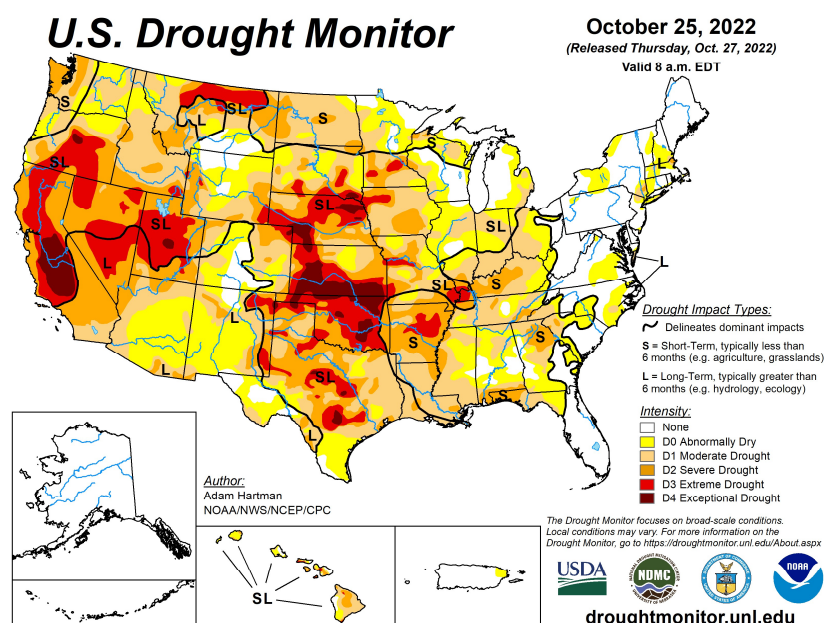 U.S. Drought Monitor
October 25, 2022
(Released Thursday, Oct. 27, 2022)
Valid 8 a.m. EDT
S
SL
L
SL
S
S
L
SL
L
SL
SL
SL
S
L
L
S
S
L
SL
L
S
Drought Impact Types:
Delineates dominant impacts
S = Short-Term, typically less than
6 months (e.g. agriculture, grasslands)
L = Long-Term, typically greater than
6 months (e.g. hydrology, ecology)
Intensity:
None
D0 Abnormally Dry
D1 Moderate Drought
D2 Severe Drought
D3 Extreme Drought
D4 Exceptional Drought
Author:
Adam Hartman
NOAA/NWS/NCEP/CPC
SL
The Drought Monitor focuses on broad-scale conditions.
Local conditions may vary. For more information on the
Drought Monitor, go to https://droughtmonitor.unl.edu/About.aspx
USDA
NDMC
NOAA
droughtmonitor.unl.edu